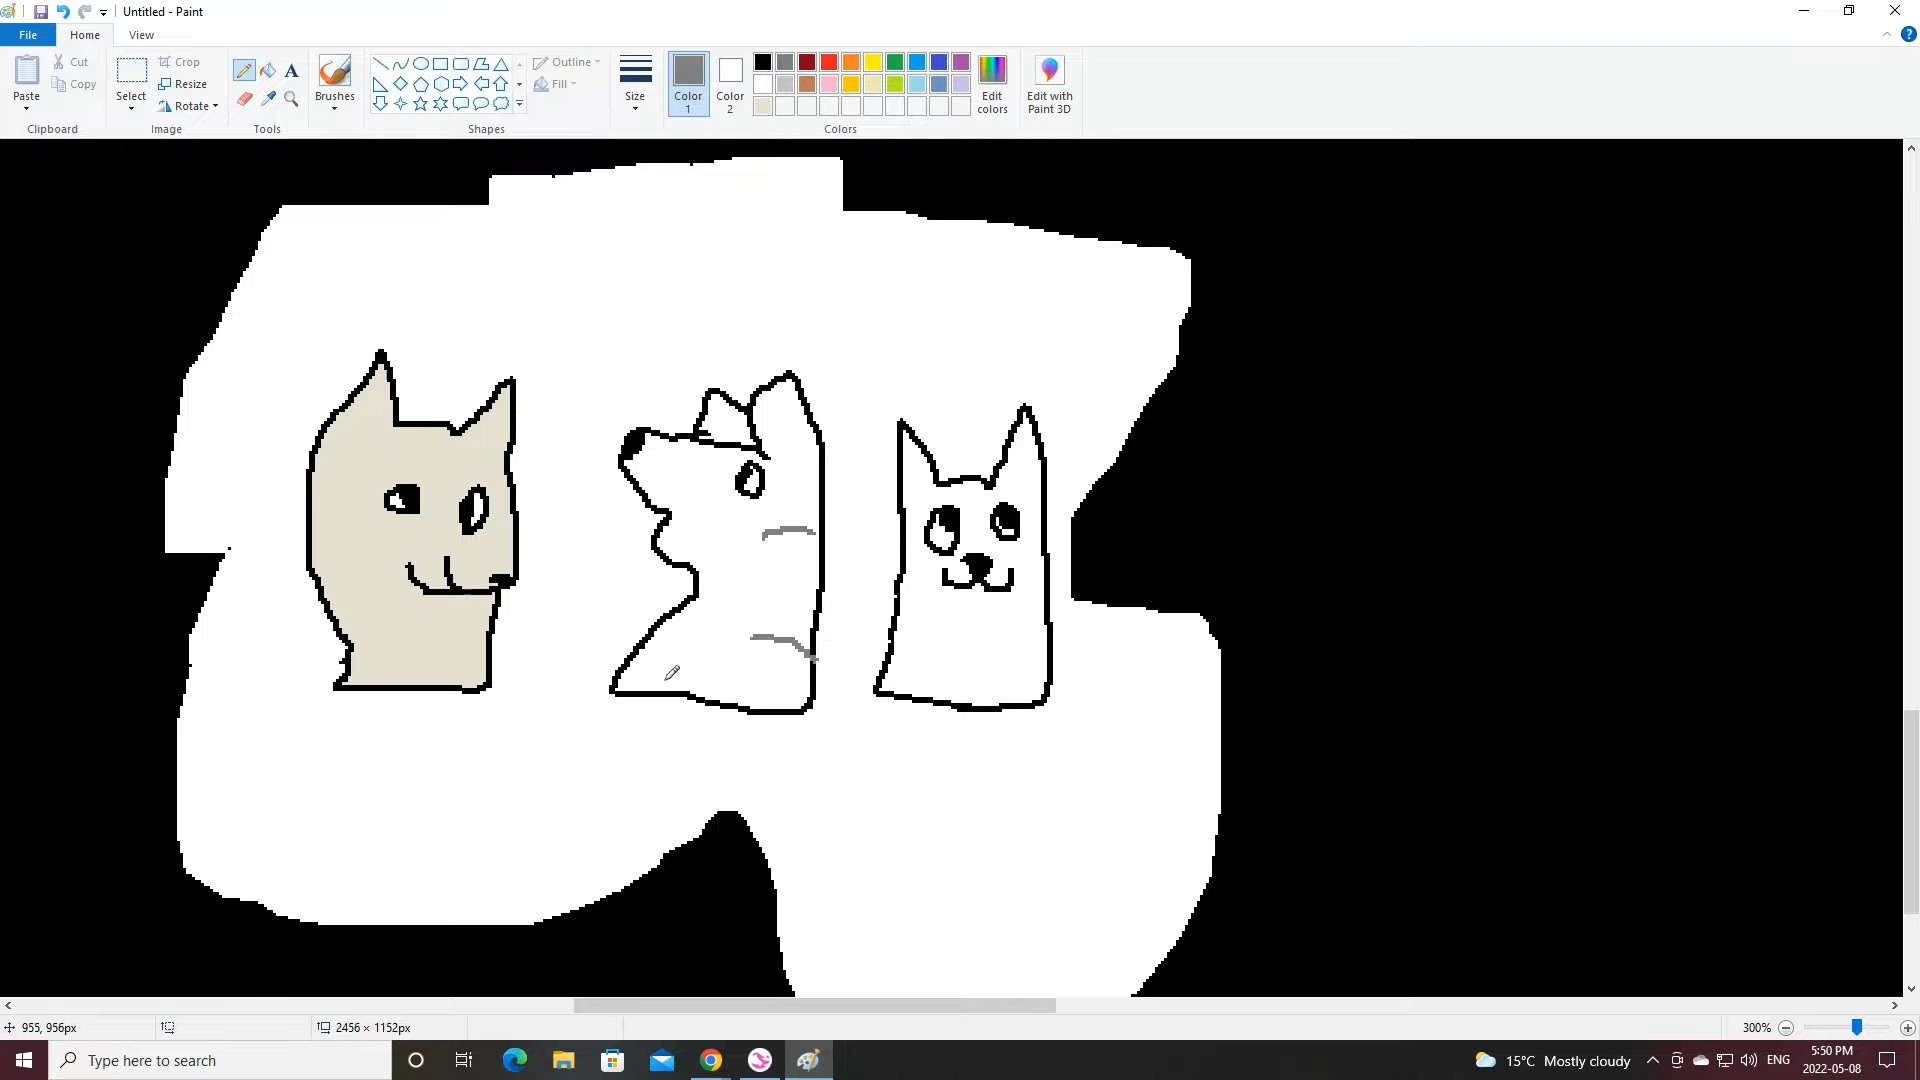 Untitled - Paint
File Home View
Paste
Cut
Copy
Clipboard
Select
Crop
Resize
Rotate
Image
Tools
Brushes
Shapes
Outline
Fill
Size
Color 1
Color 2
Edit colors
Edit with Paint 3D
Colors
955, 956px
2456 × 1152px
300%
Type here to search
15°C Mostly cloudy
ENG
5:50 PM
2022-05-08